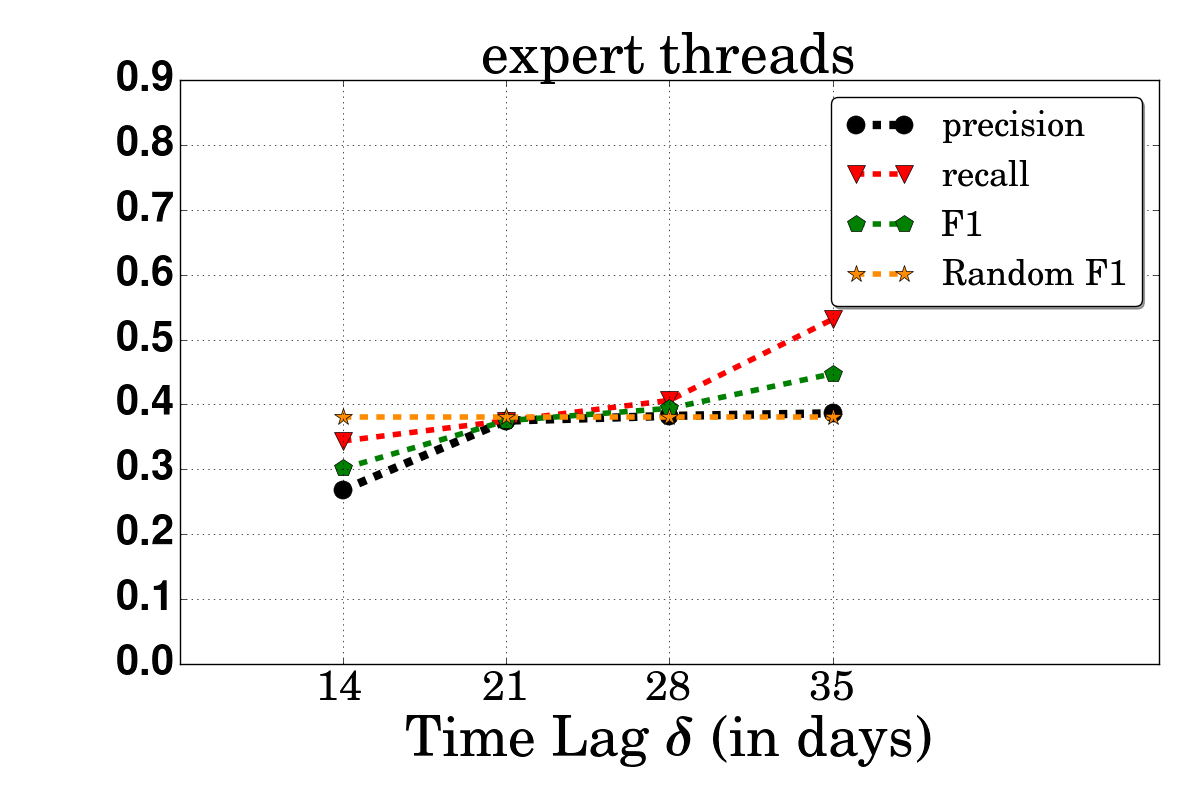 expert threads
0.9
0.8
0.7
0.6
0.5
0.4
0.3
0.2
0.1
0.0
precision
recall
F1
Random F1
14 21 28 35
Time Lag δ (in days)